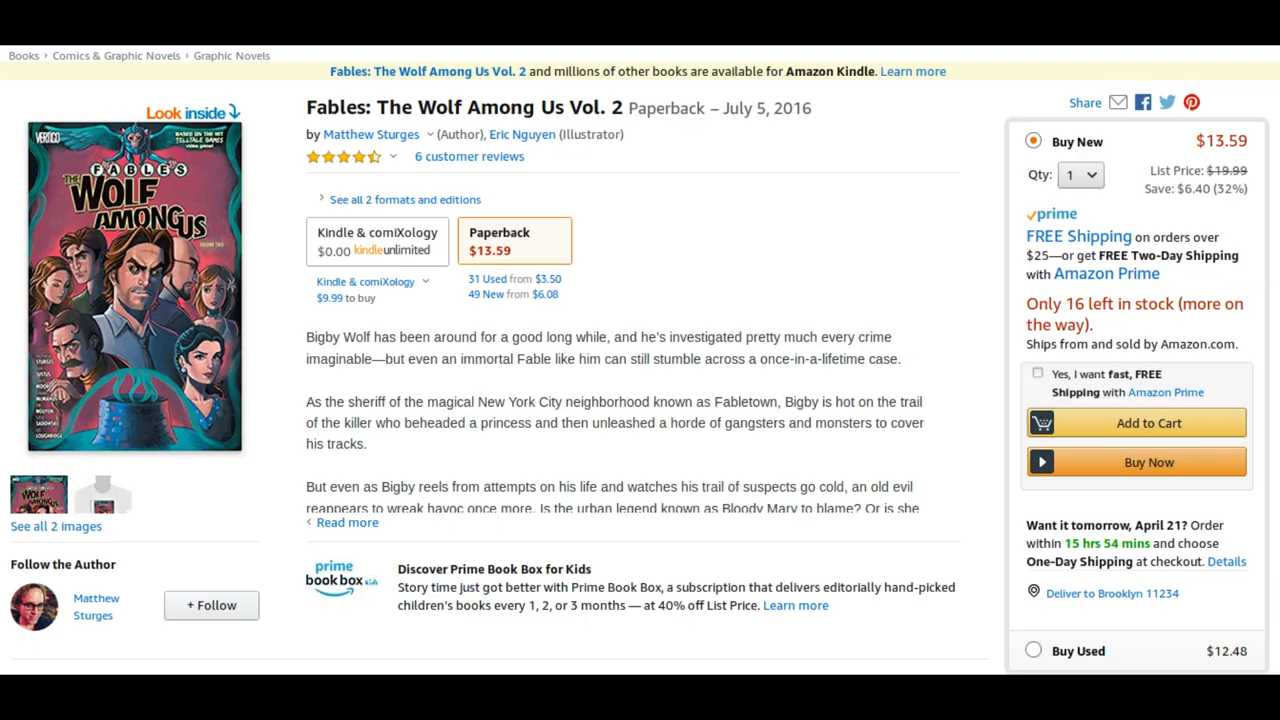 Books › Comics & Graphic Novels › Graphic Novels
Fables: The Wolf Among Us Vol. 2 and millions of other books are available for Amazon Kindle. Learn more
Look inside
VERTIGO
BASED ON THE HIT
TELLTALE GAMES
video game!
FABLES
THE WOLF
AMONG US
VOLUME TWO
See all 2 images
Follow the Author
Matthew
Sturges
+ Follow
Fables: The Wolf Among Us Vol. 2 Paperback – July 5, 2016
by Matthew Sturges (Author), Eric Nguyen (Illustrator)
6 customer reviews
› See all 2 formats and editions
Kindle & comiXology
$0.00 kindleunlimited
Kindle & comiXology
$9.99 to buy
Paperback
$13.59
31 Used from $3.50
49 New from $6.08
Bigby Wolf has been around for a good long while, and he's investigated pretty much every crime
imaginable—but even an immortal Fable like him can still stumble across a once-in-a-lifetime case.
As the sheriff of the magical New York City neighborhood known as Fabletown, Bigby is hot on the trail
of the killer who beheaded a princess and then unleashed a horde of gangsters and monsters to cover
his tracks.
But even as Bigby reels from attempts on his life and watches his trail of suspects go cold, an old evil
reappears to wreak havoc once more. Is the urban legend known as Bloody Mary to blame? Or is she
‹ Read more
prime
book box kids
Discover Prime Book Box for Kids
Story time just got better with Prime Book Box, a subscription that delivers editorially hand-picked
children's books every 1, 2, or 3 months — at 40% off List Price. Learn more
Share
Buy New
$13.59
Qty: 1
List Price: $19.99
Save: $6.40 (32%)
prime
FREE Shipping on orders over
$25—or get FREE Two-Day Shipping
with Amazon Prime
Only 16 left in stock (more on
the way).
Ships from and sold by Amazon.com.
Yes, I want fast, FREE
Shipping with Amazon Prime
Add to Cart
Buy Now
Want it tomorrow, April 21? Order
within 15 hrs 54 mins and choose
One-Day Shipping at checkout. Details
Deliver to Brooklyn 11234
Buy Used
$12.48